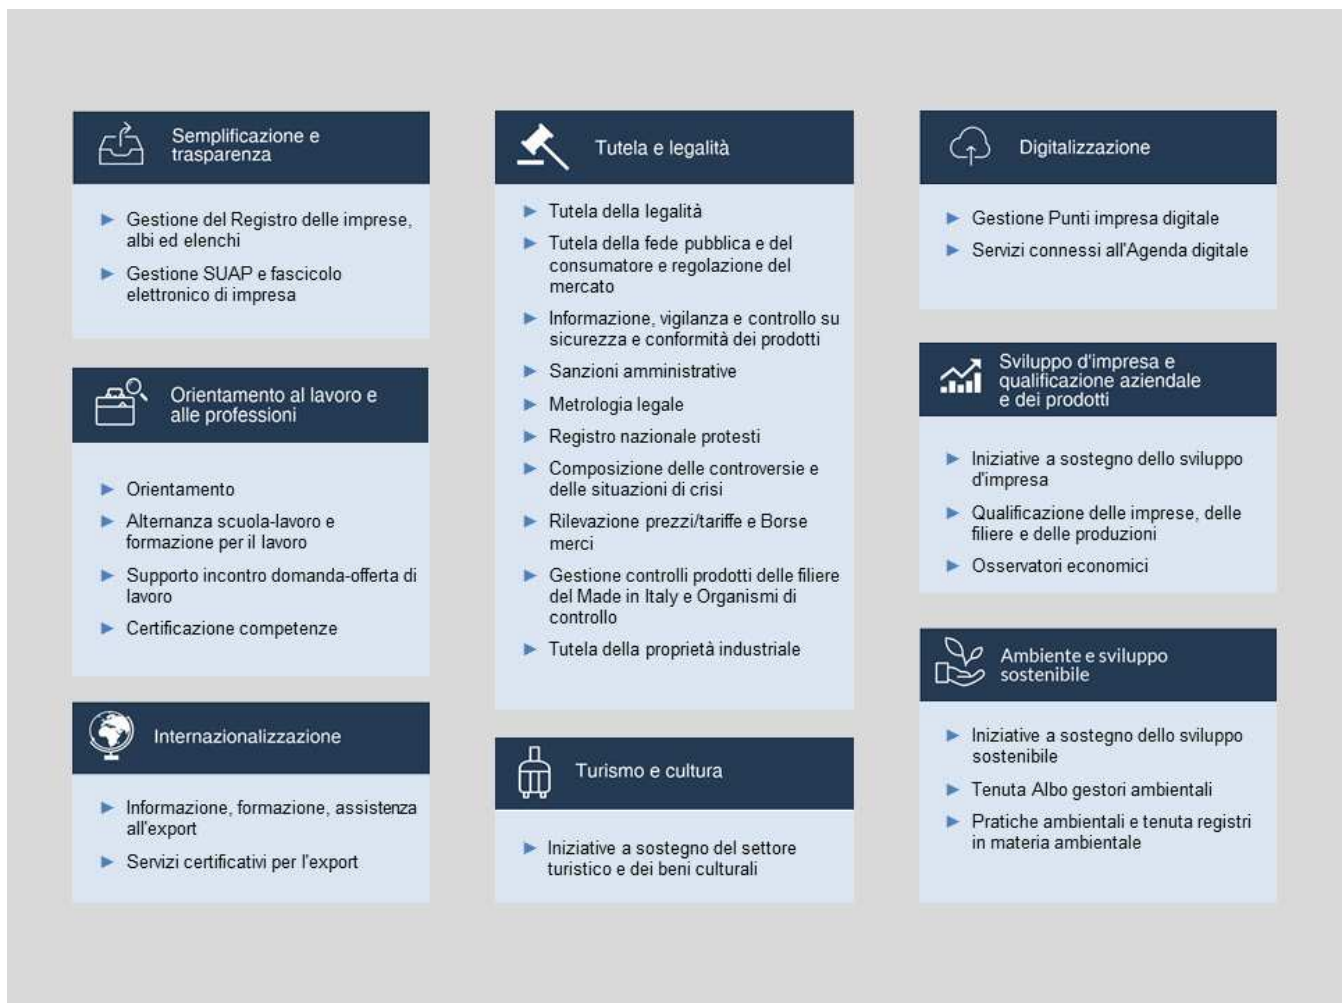 Semplificazione e
trasparenza
Gestione del Registro delle imprese,
albi ed elenchi
Gestione SUAP e fascicolo
elettronico di impresa
Orientamento al lavoro e
alle professioni
Orientamento
Alternanza scuola-lavoro e
formazione per il lavoro
Supporto incontro domanda-offerta di
lavoro
Certificazione competenze
Internazionalizzazione
Informazione, formazione, assistenza
all'export
Servizi certificativi per l'export
Tutela e legalità
Tutela della legalità
Tutela della fede pubblica e del
consumatore e regolazione del
mercato
Informazione, vigilanza e controllo su
sicurezza e conformità dei prodotti
Sanzioni amministrative
Metrologia legale
Registro nazionale protesti
Composizione delle controversie e
delle situazioni di crisi
Rilevazione prezzi/tariffe e Borse
merci
Gestione controlli prodotti delle filiere
del Made in Italy e Organismi di
controllo
Tutela della proprietà industriale
Turismo e cultura
Iniziative a sostegno del settore
turistico e dei beni culturali
Digitalizzazione
Gestione Punti impresa digitale
Servizi connessi all'Agenda digitale
Sviluppo d'impresa e
qualificazione aziendale
e dei prodotti
Iniziative a sostegno dello sviluppo
d'impresa
Qualificazione delle imprese, delle
filiere e delle produzioni
Osservatori economici
Ambiente e sviluppo
sostenibile
Iniziative a sostegno dello sviluppo
sostenibile
Tenuta Albo gestori ambientali
Pratiche ambientali e tenuta registri
in materia ambientale